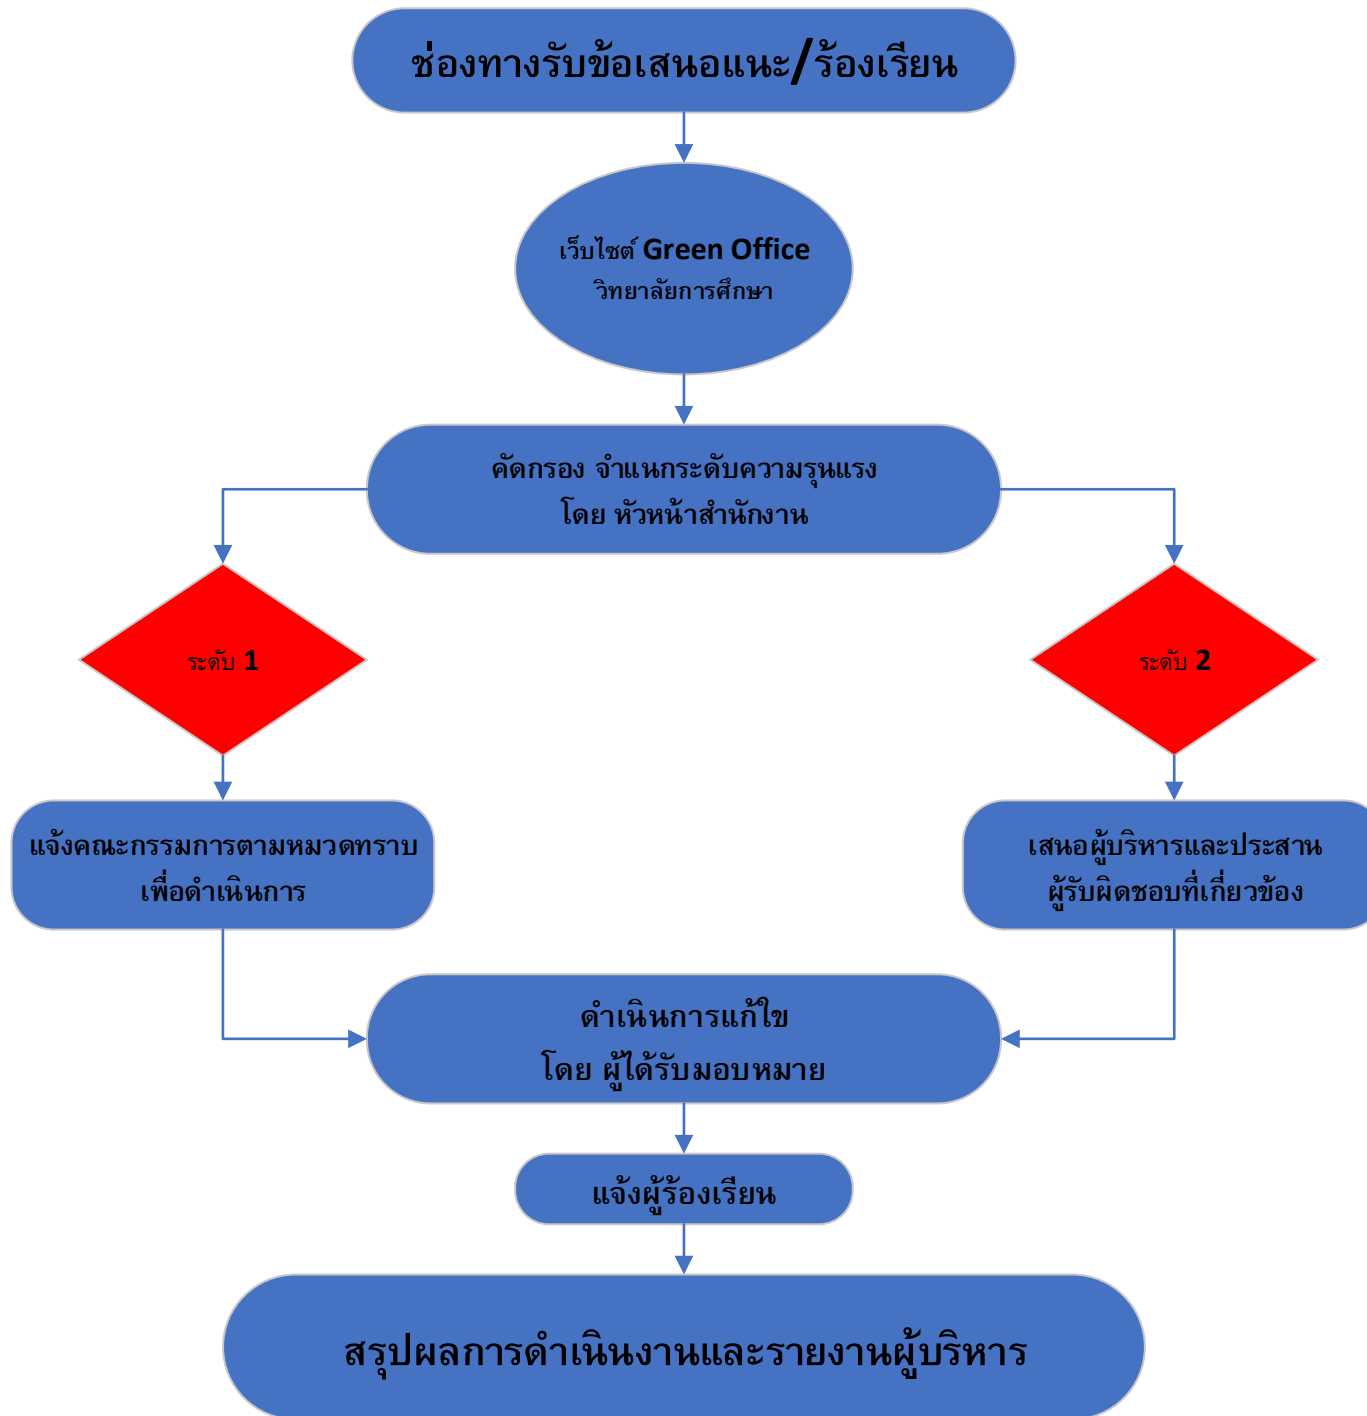 ช่องทางรับข้อเสนอแนะ/ร้องเรียน
เว็บไซต์ Green Office
วิทยาลัยการศึกษา
คัดกรอง จำแนกระดับความรุนแรง
โดย หัวหน้าสำนักงาน
ระดับ 1
ระดับ 2
แจ้งคณะกรรมการตามหมวดทราบ
เพื่อดำเนินการ
เสนอผู้บริหารและประสาน
ผู้รับผิดชอบที่เกี่ยวข้อง
ดำเนินการแก้ไข
โดย ผู้ได้รับมอบหมาย
แจ้งผู้ร้องเรียน
สรุปผลการดำเนินงานและรายงานผู้บริหาร